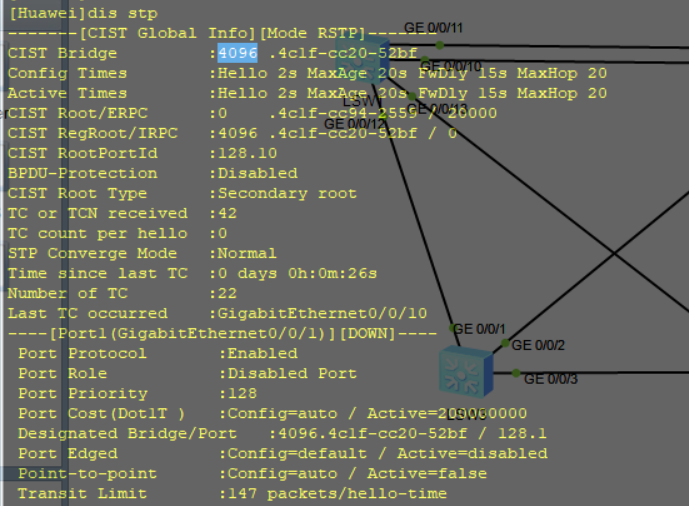 [Huawei]dis stp
-------[CIST Global Info][Mode RSTP]-------
CIST Bridge         :4096 .4c1f-cc20-52bf
Config Times        :Hello 2s MaxAge 20s FwDly 15s MaxHop 20
Active Times        :Hello 2s MaxAge 20s FwDly 15s MaxHop 20
CIST Root/ERPC      :0    .4c1f-cc94-2559 / 20000
CIST RegRoot/IRPC   :4096 .4c1f-cc20-52bf / 0
CIST RootPortId     :128.10
BPDU-Protection     :Disabled
CIST Root Type      :Secondary root
TC or TCN received  :42
TC count per hello  :0
STP Converge Mode   :Normal
Time since last TC  :0 days 0h:0m:26s
Number of TC        :22
Last TC occurred    :GigabitEthernet0/0/10
----[Port1(GigabitEthernet0/0/1)][DOWN]----
Port Protocol       :Enabled
Port Role           :Disabled Port
Port Priority       :128
Port Cost(Dot1T )   :Config=auto / Active=200000000
Designated Bridge/Port   :4096.4c1f-cc20-52bf / 128.1
Port Edged          :Config=default / Active=disabled
Point-to-point      :Config=auto / Active=false
Transit Limit       :147 packets/hello-time
GE 0/0/11
GE 0/0/10
GE 0/0/13
GE 0/0/12
GE 0/0/1
GE 0/0/2
GE 0/0/3